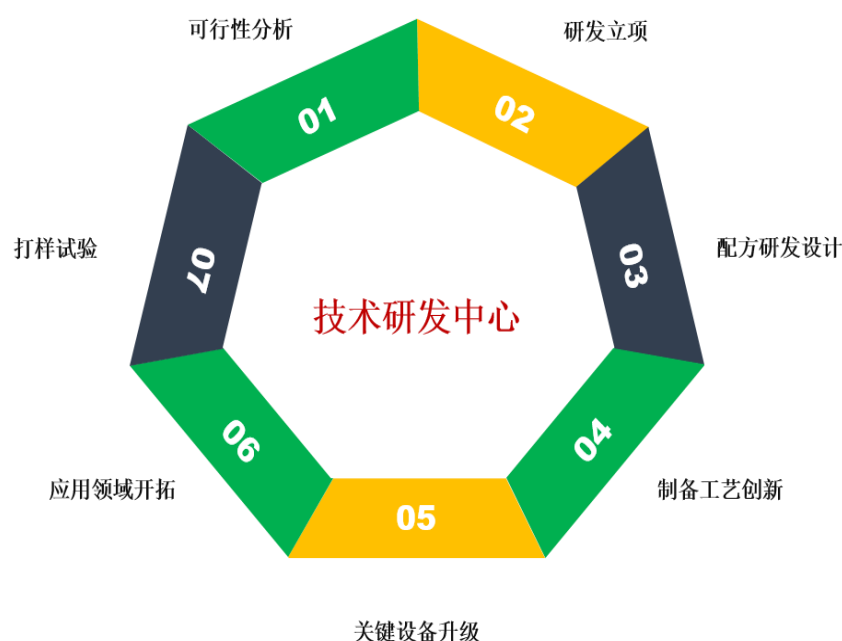 可行性分析
01
研发立项
02
配方研发设计
03
制备工艺创新
04
关键设备升级
05
应用领域开拓
06
打样试验
07
技术研发中心